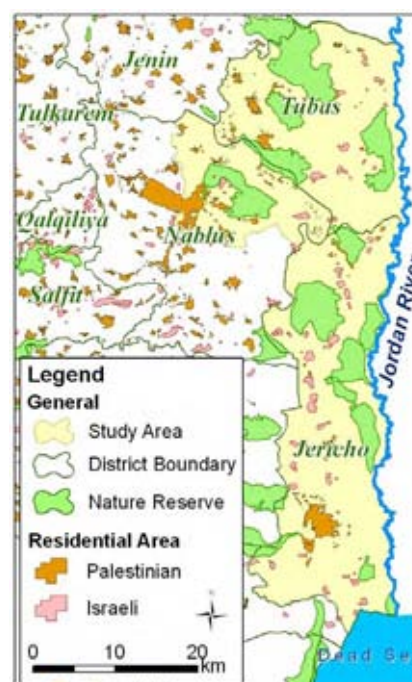 Jenin
Tubas
Tulkarem
Qalqiliya
Nablus
Salfit
Jordan River
Jericho
Legend
General
Study Area
District Boundary
Nature Reserve
Residential Area
Palestinian
Israeli
0 10 20
km
Dead Se